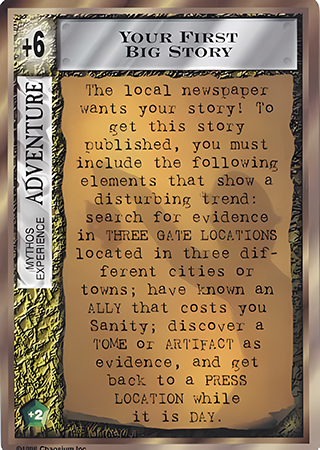 +6
YOUR FIRST
BIG STORY
MYTHOS
EXPERIENCE
ADVENTURE
The local newspaper
wants your story! To
get this story
published, you must
include the following
elements that show a
disturbing trend:
search for evidence
in THREE GATE LOCATIONS
located in three dif-
ferent cities or
towns; have known an
ALLY that costs you
Sanity; discover a
TOME or ARTIFACT as
evidence, and get
back to a PRESS
LOCATION while
it is DAY.
+2
Chaosium Inc.